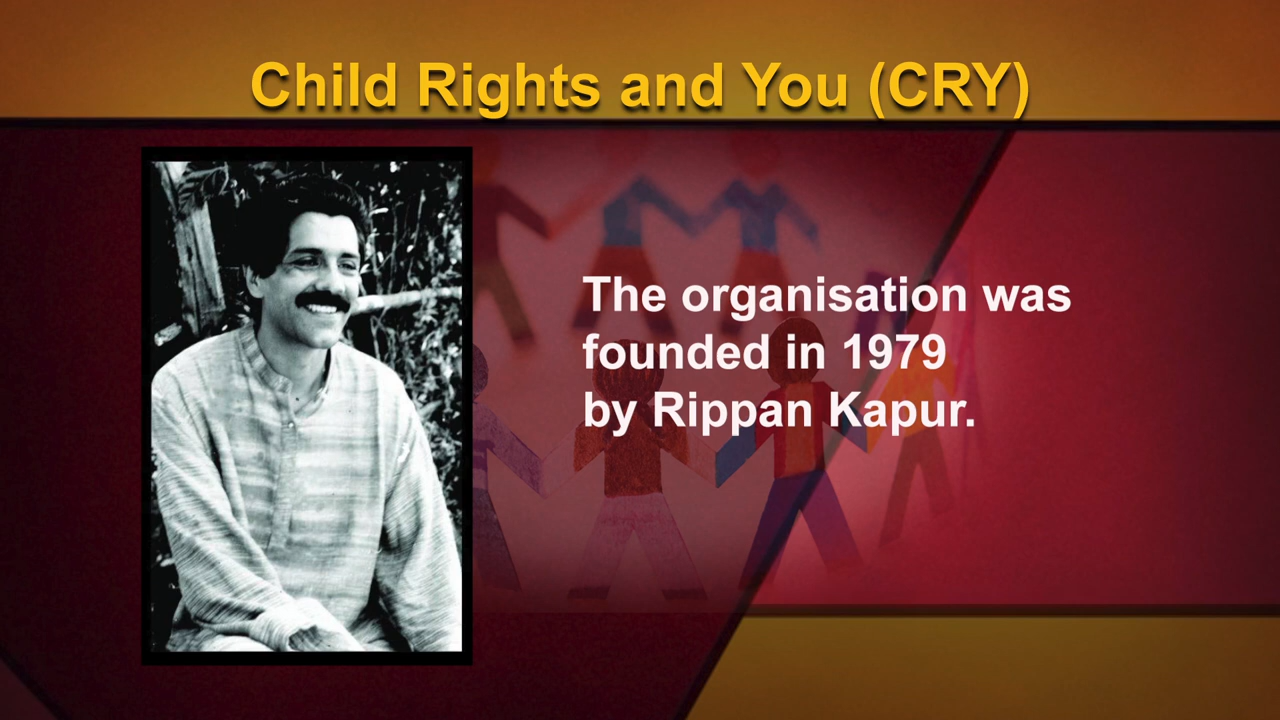 Child Rights and You (CRY)
The organisation was
founded in 1979
by Rippan Kapur.